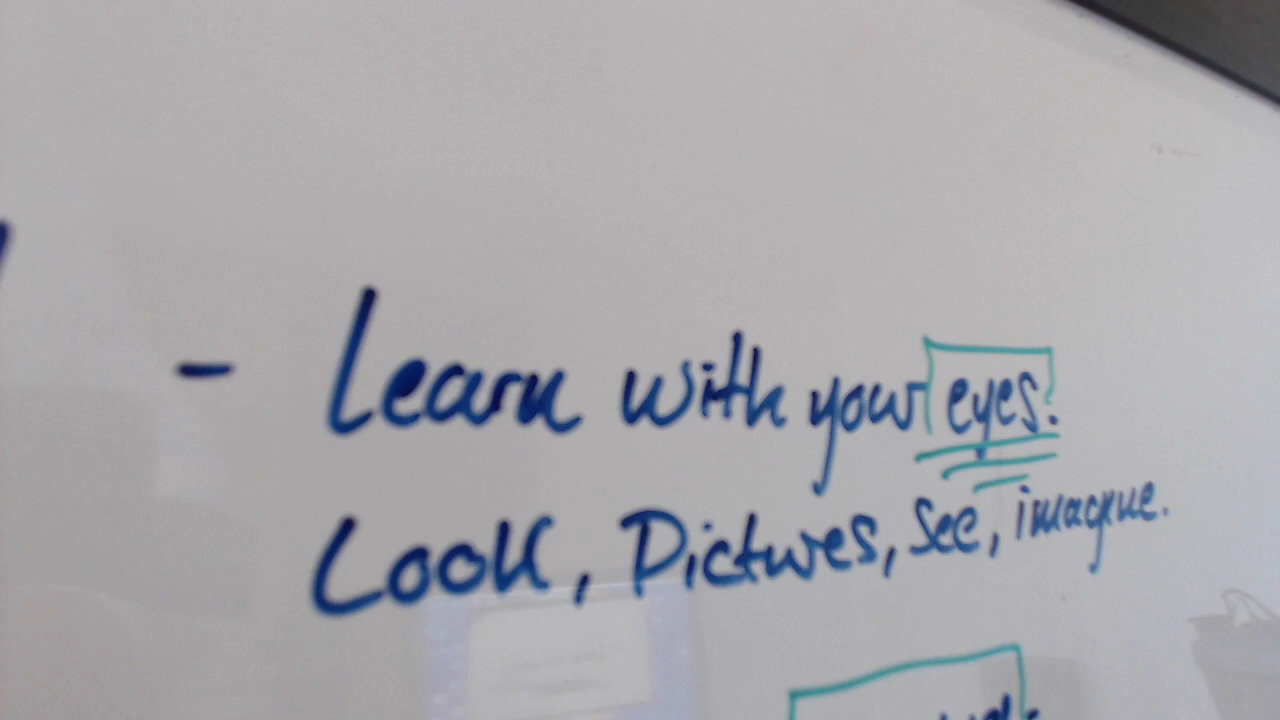 - Learn with your eyes.
Look, Pictures, See, imagine.